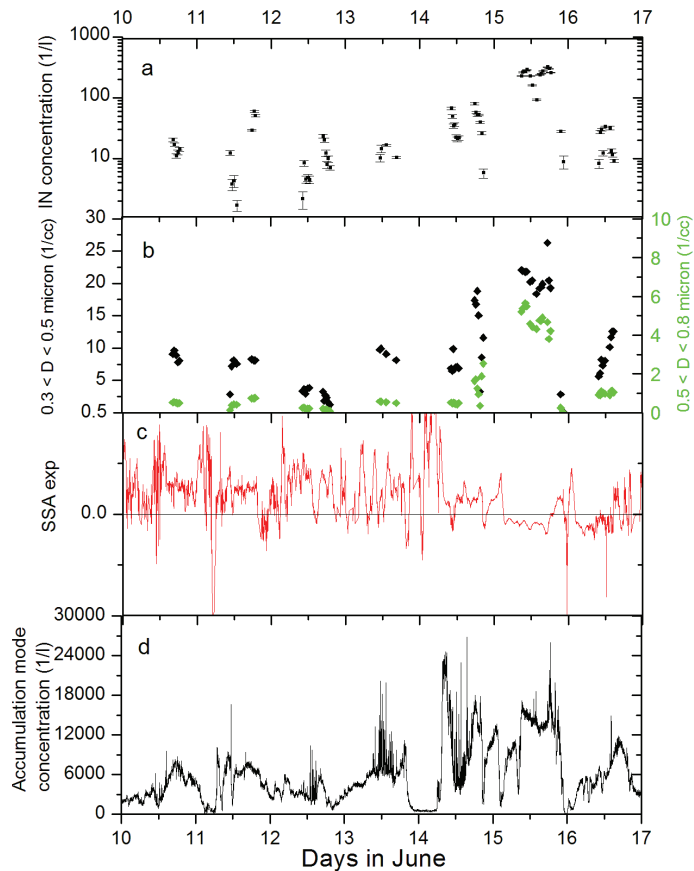 10 11 12 13 14 15 16 17
a
IN concentration (1/l)
1000
100
10
b
0.3 < D < 0.5 micron (1/cc)
30
25
20
15
10
5
0.5
0.5 < D < 0.8 micron (1/cc)
10
8
6
4
2
0
c
SSA exp
0.0
d
Accumulation mode
concentration (1/l)
30000
24000
18000
12000
6000
0
10 11 12 13 14 15 16 17
Days in June